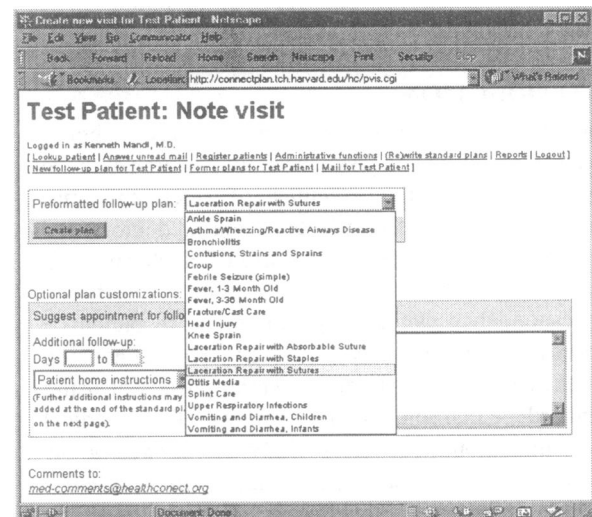 Create new visit for Test Patient - Netscape
File Edit View Go Communicator Help
Back Forward Reload Home Search Netscape Print Security Stop
Bookmarks Location: http://connectplan.tch.harvard.edu/hc/pvis.cgi What's Related
Test Patient: Note visit
Logged in as Kenneth Mandl, M.D.
[ Lookup patient | Answer unread mail | Register patients | Administrative functions | (Re)write standard plans | Reports | Logout ]
[ New follow-up plan for Test Patient | Former plans for Test Patient | Mail for Test Patient ]
Preformatted follow-up plan: Laceration Repair with Sutures
Create plan
Ankle Sprain
Asthma/Wheezing/Reactive Airways Disease
Bronchiolitis
Contusions, Strains and Sprains
Croup
Febrile Seizure (simple)
Fever, 1-3 Month Old
Fever, 3-36 Month Old
Fracture/Cast Care
Head Injury
Knee Sprain
Laceration Repair with Absorbable Suture
Laceration Repair with Staples
Laceration Repair with Sutures
Otitis Media
Splint Care
Upper Respiratory Infections
Vomiting and Diarrhea, Children
Vomiting and Diarrhea, Infants
Optional plan customizations:
Suggest appointment for follo
Additional follow-up:
Days to :
Patient home instructions
(Further additional instructions may
added at the end of the standard pl
on the next page).
Comments to:
med-comments@healthconect.org
Document: Done